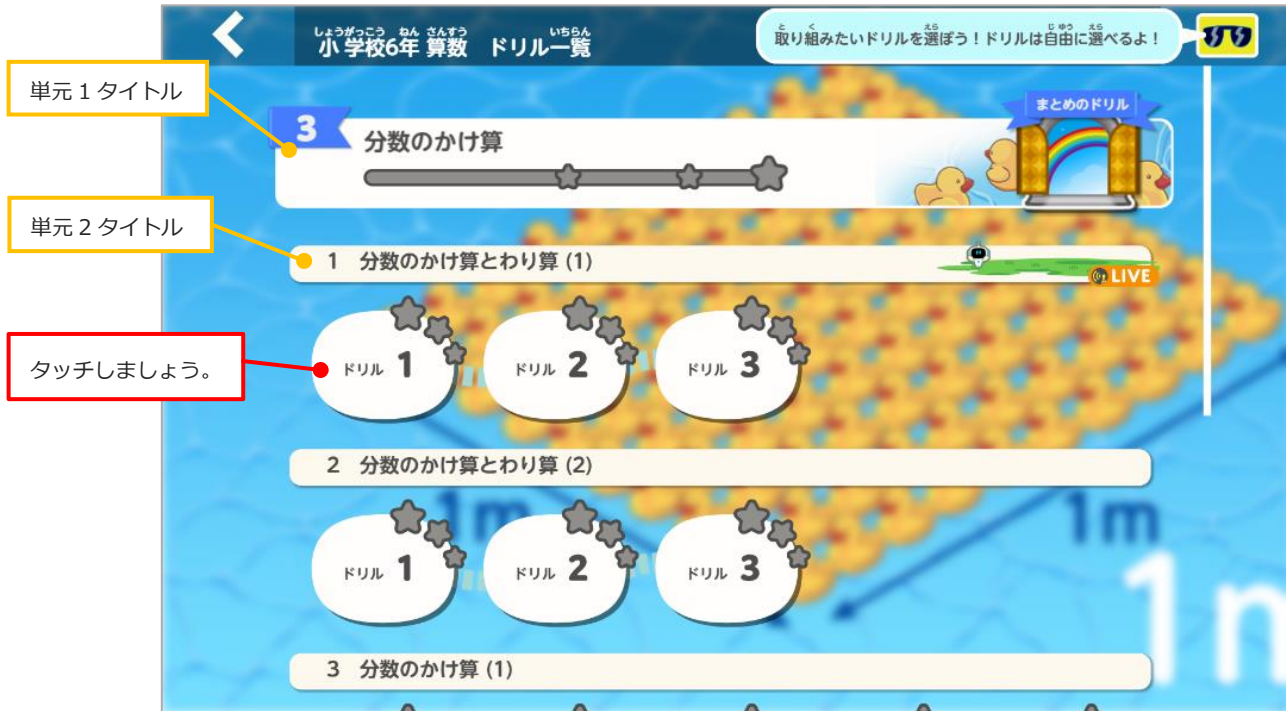 しょうがっこう ねん さんすう いちらん
小学校6年 算数 ドリル一覧
と く えら じゆう えら
取り組みたいドリルを選ぼう！ドリルは自由に選べるよ！
単元1タイトル
3
分数のかけ算
まとめのドリル
単元2タイトル
1 分数のかけ算とわり算 (1)
LIVE
タッチしましょう。
ドリル 1
ドリル 2
ドリル 3
2 分数のかけ算とわり算 (2)
1m
1m
ドリル 1
ドリル 2
ドリル 3
3 分数のかけ算 (1)